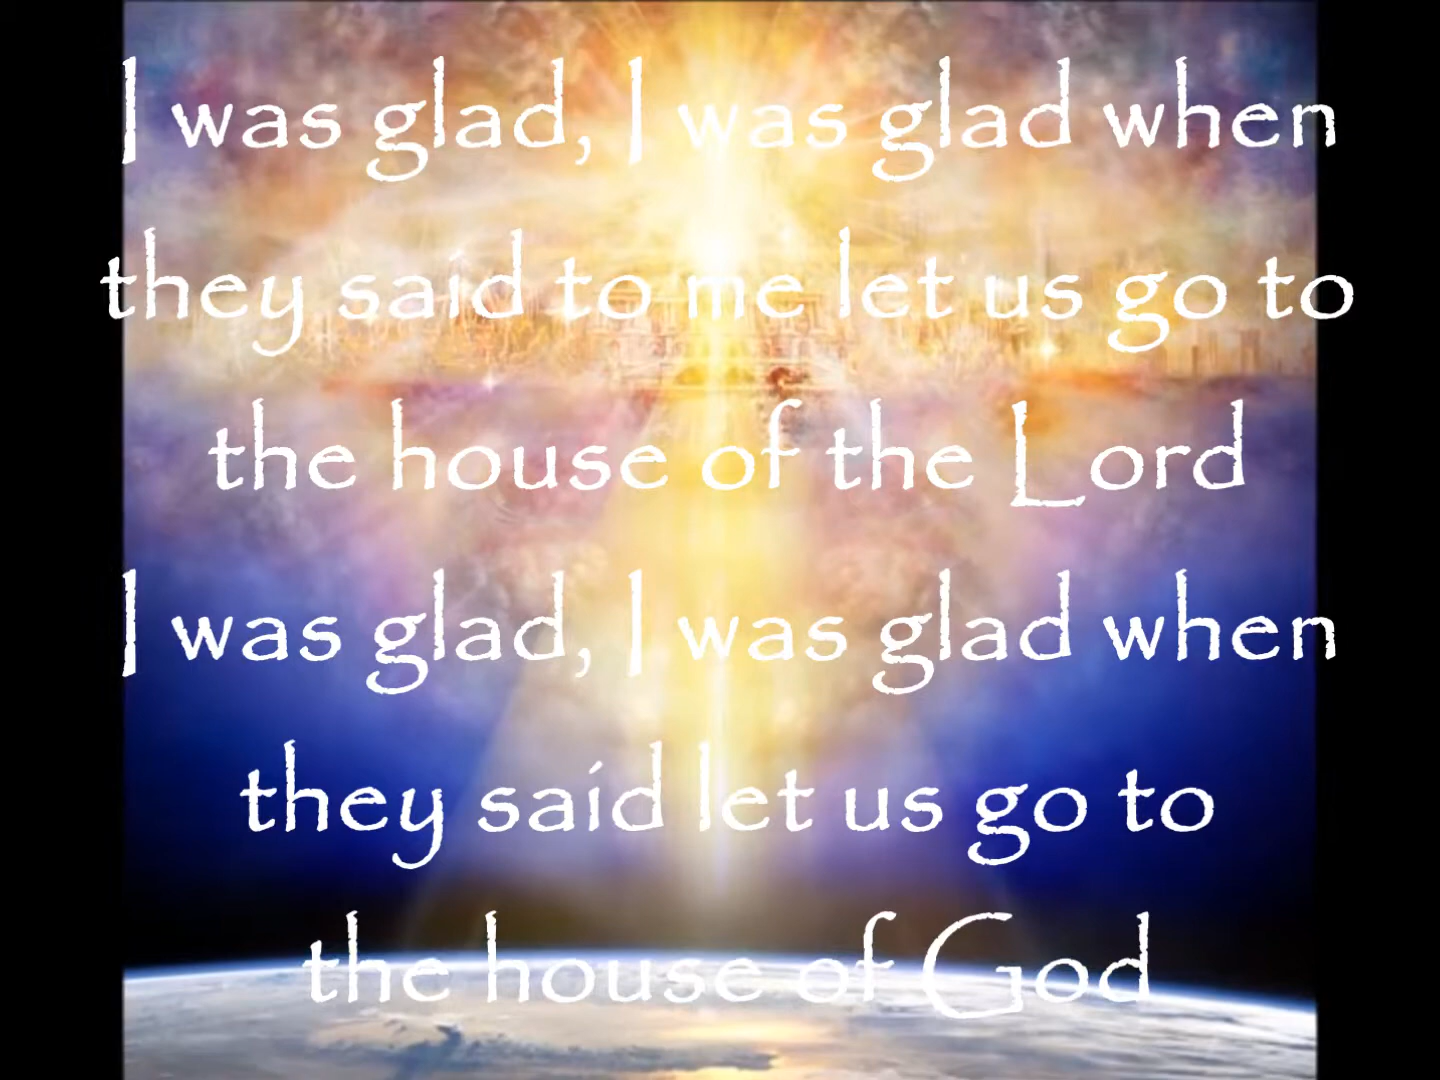 I was glad, I was glad when
they said to me let us go to
the house of the Lord
I was glad, I was glad when
they said let us go to
the house of God